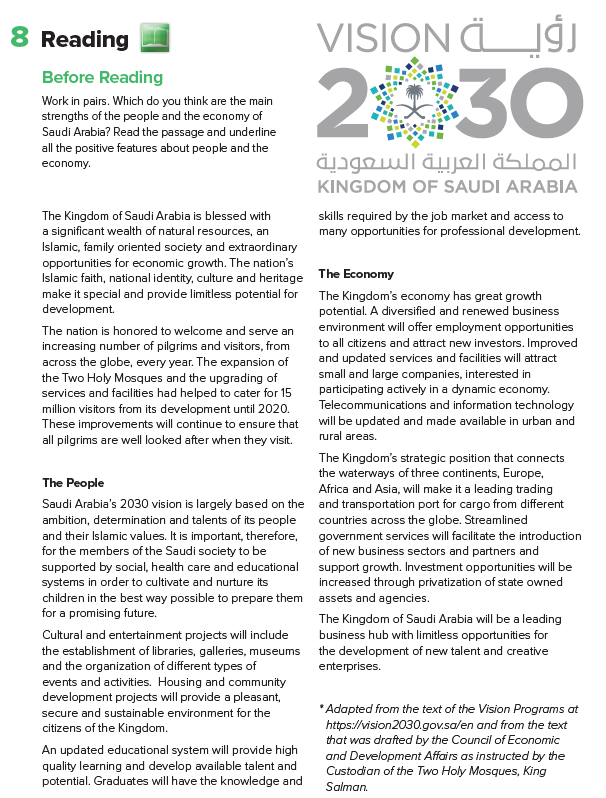 8 Reading
Before Reading
Work in pairs. Which do you think are the main
strengths of the people and the economy of
Saudi Arabia? Read the passage and underline
all the positive features about people and the
economy.
VISION رؤيــة
2030
المملكة العربية السعودية
KINGDOM OF SAUDI ARABIA
The Kingdom of Saudi Arabia is blessed with
a significant wealth of natural resources, an
Islamic, family oriented society and extraordinary
opportunities for economic growth. The nation's
Islamic faith, national identity, culture and heritage
make it special and provide limitless potential for
development.
The nation is honored to welcome and serve an
increasing number of pilgrims and visitors, from
across the globe, every year. The expansion of
the Two Holy Mosques and the upgrading of
services and facilities had helped to cater for 15
million visitors from its development until 2020.
These improvements will continue to ensure that
all pilgrims are well looked after when they visit.
The People
Saudi Arabia's 2030 vision is largely based on the
ambition, determination and talents of its people
and their Islamic values. It is important, therefore,
for the members of the Saudi society to be
supported by social, health care and educational
systems in order to cultivate and nurture its
children in the best way possible to prepare them
for a promising future.
Cultural and entertainment projects will include
the establishment of libraries, galleries, museums
and the organization of different types of
events and activities.  Housing and community
development projects will provide a pleasant,
secure and sustainable environment for the
citizens of the Kingdom.
An updated educational system will provide high
quality learning and develop available talent and
potential. Graduates will have the knowledge and
skills required by the job market and access to
many opportunities for professional development.
The Economy
The Kingdom's economy has great growth
potential. A diversified and renewed business
environment will offer employment opportunities
to all citizens and attract new investors. Improved
and updated services and facilities will attract
small and large companies, interested in
participating actively in a dynamic economy.
Telecommunications and information technology
will be updated and made available in urban and
rural areas.
The Kingdom's strategic position that connects
the waterways of three continents, Europe,
Africa and Asia, will make it a leading trading
and transportation port for cargo from different
countries across the globe. Streamlined
government services will facilitate the introduction
of new business sectors and partners and
support growth. Investment opportunities will be
increased through privatization of state owned
assets and agencies.
The Kingdom of Saudi Arabia will be a leading
business hub with limitless opportunities for
the development of new talent and creative
enterprises.
* Adapted from the text of the Vision Programs at
https://vision2030.gov.sa/en and from the text
that was drafted by the Council of Economic
and Development Affairs as instructed by the
Custodian of the Two Holy Mosques, King
Salman.